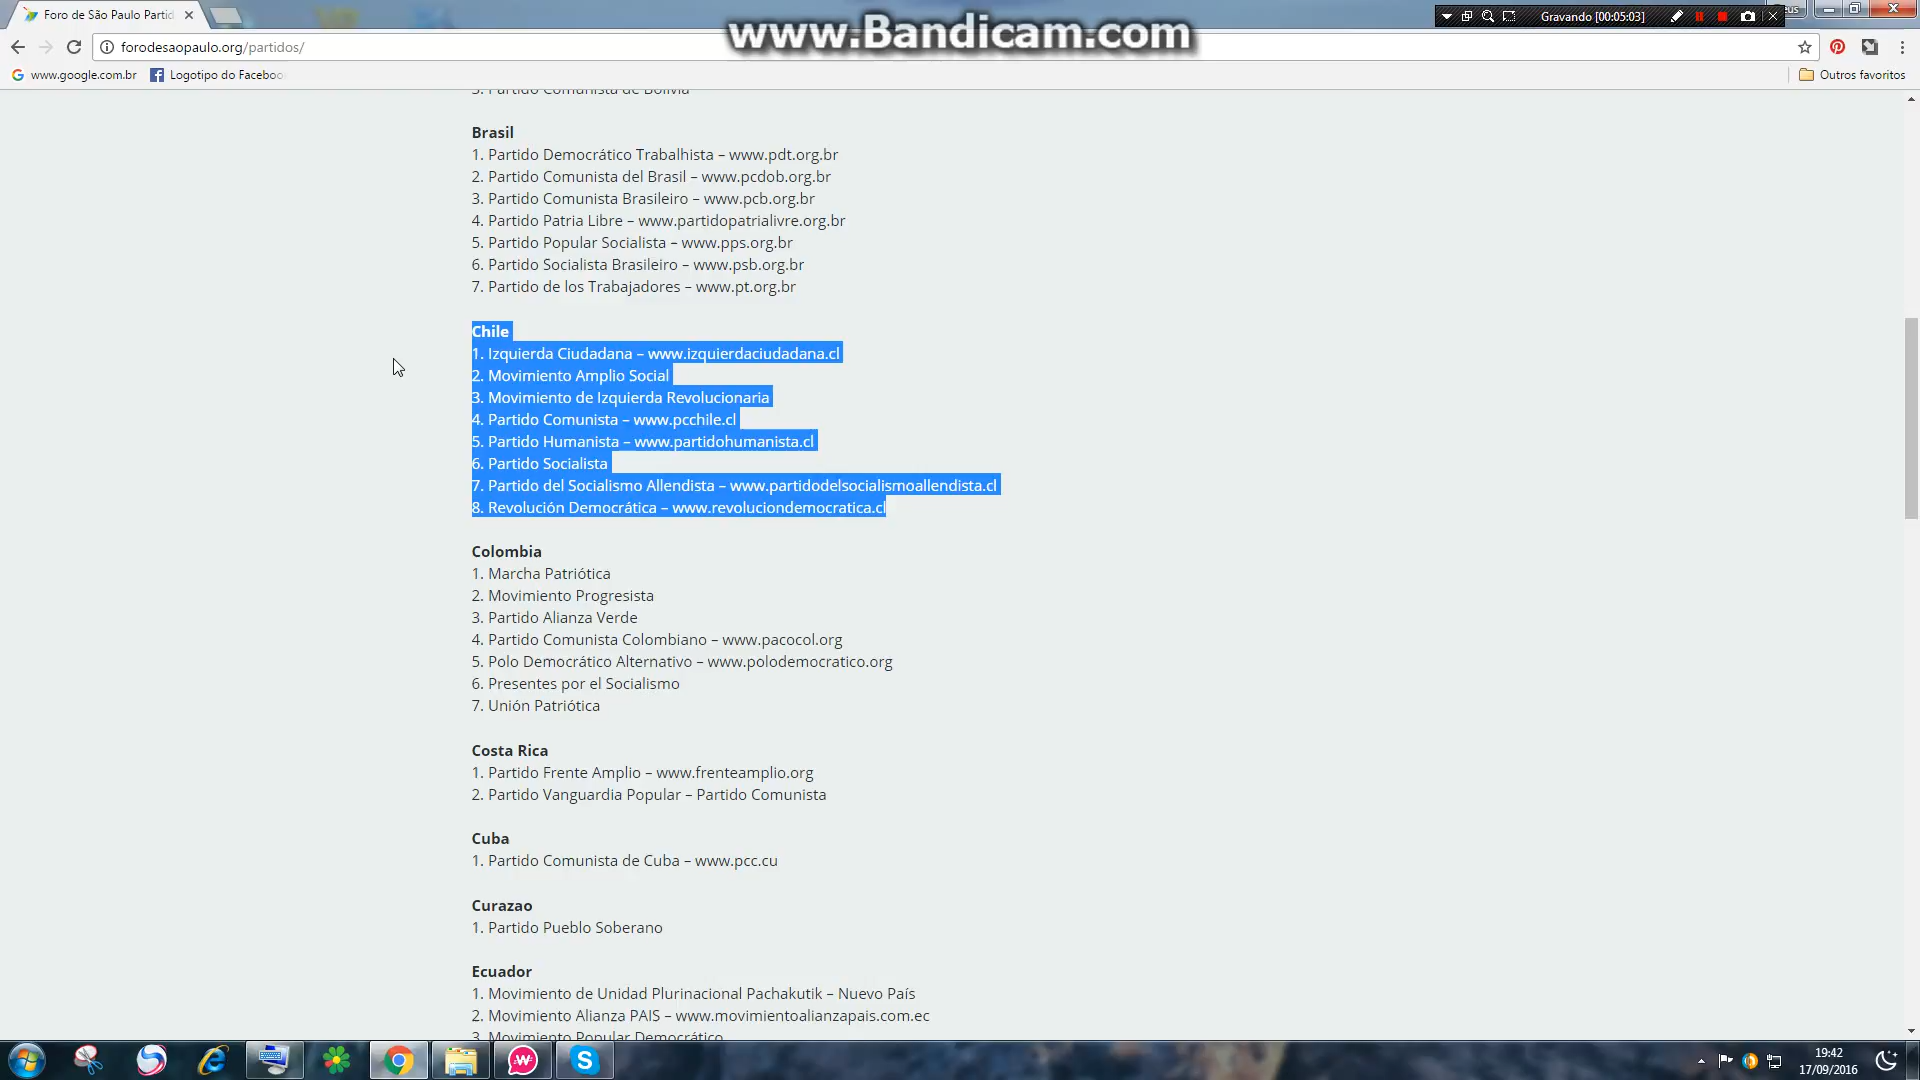 Foro de São Paulo Partid
www.Bandicam.com
Gravando [00:05:03]
forodesaopaulo.org/partidos/
www.google.com.br
Logotipo do Faceboo
Outros favoritos
3. Partido Comunista de Bolivia
Brasil
1. Partido Democrático Trabalhista – www.pdt.org.br
2. Partido Comunista del Brasil – www.pcdob.org.br
3. Partido Comunista Brasileiro – www.pcb.org.br
4. Partido Patria Libre – www.partidopatrialivre.org.br
5. Partido Popular Socialista – www.pps.org.br
6. Partido Socialista Brasileiro – www.psb.org.br
7. Partido de los Trabajadores – www.pt.org.br
Chile
1. Izquierda Ciudadana – www.izquierdaciudadana.cl
2. Movimiento Amplio Social
3. Movimiento de Izquierda Revolucionaria
4. Partido Comunista – www.pcchile.cl
5. Partido Humanista – www.partidohumanista.cl
6. Partido Socialista
7. Partido del Socialismo Allendista – www.partidodelsocialismoallendista.cl
8. Revolución Democrática – www.revoluciondemocratica.cl
Colombia
1. Marcha Patriótica
2. Movimiento Progresista
3. Partido Alianza Verde
4. Partido Comunista Colombiano – www.pacocol.org
5. Polo Democrático Alternativo – www.polodemocratico.org
6. Presentes por el Socialismo
7. Unión Patriótica
Costa Rica
1. Partido Frente Amplio – www.frenteamplio.org
2. Partido Vanguardia Popular – Partido Comunista
Cuba
1. Partido Comunista de Cuba – www.pcc.cu
Curazao
1. Partido Pueblo Soberano
Ecuador
1. Movimiento de Unidad Plurinacional Pachakutik – Nuevo País
2. Movimiento Alianza PAIS – www.movimientoalianzapais.com.ec
3. Movimiento Popular Democrático
19:42
17/09/2016